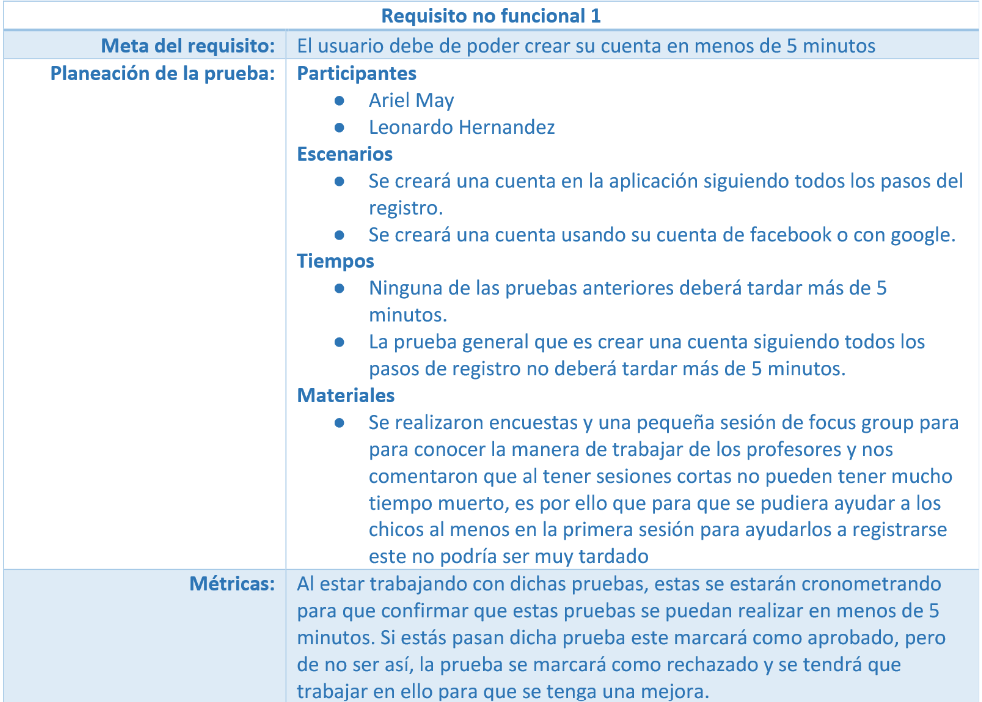 Requisito no funcional 1
Meta del requisito: El usuario debe de poder crear su cuenta en menos de 5 minutos
Planeación de la prueba: Participantes
● Ariel May
● Leonardo Hernandez
Escenarios
● Se creará una cuenta en la aplicación siguiendo todos los pasos del
registro.
● Se creará una cuenta usando su cuenta de facebook o con google.
Tiempos
● Ninguna de las pruebas anteriores deberá tardar más de 5
minutos.
● La prueba general que es crear una cuenta siguiendo todos los
pasos de registro no deberá tardar más de 5 minutos.
Materiales
● Se realizaron encuestas y una pequeña sesión de focus group para
para conocer la manera de trabajar de los profesores y nos
comentaron que al tener sesiones cortas no pueden tener mucho
tiempo muerto, es por ello que para que se pudiera ayudar a los
chicos al menos en la primera sesión para ayudarlos a registrarse
este no podría ser muy tardado
Métricas: Al estar trabajando con dichas pruebas, estas se estarán cronometrando
para que confirmar que estas pruebas se puedan realizar en menos de 5
minutos. Si estás pasan dicha prueba este marcará como aprobado, pero
de no ser así, la prueba se marcará como rechazado y se tendrá que
trabajar en ello para que se tenga una mejora.